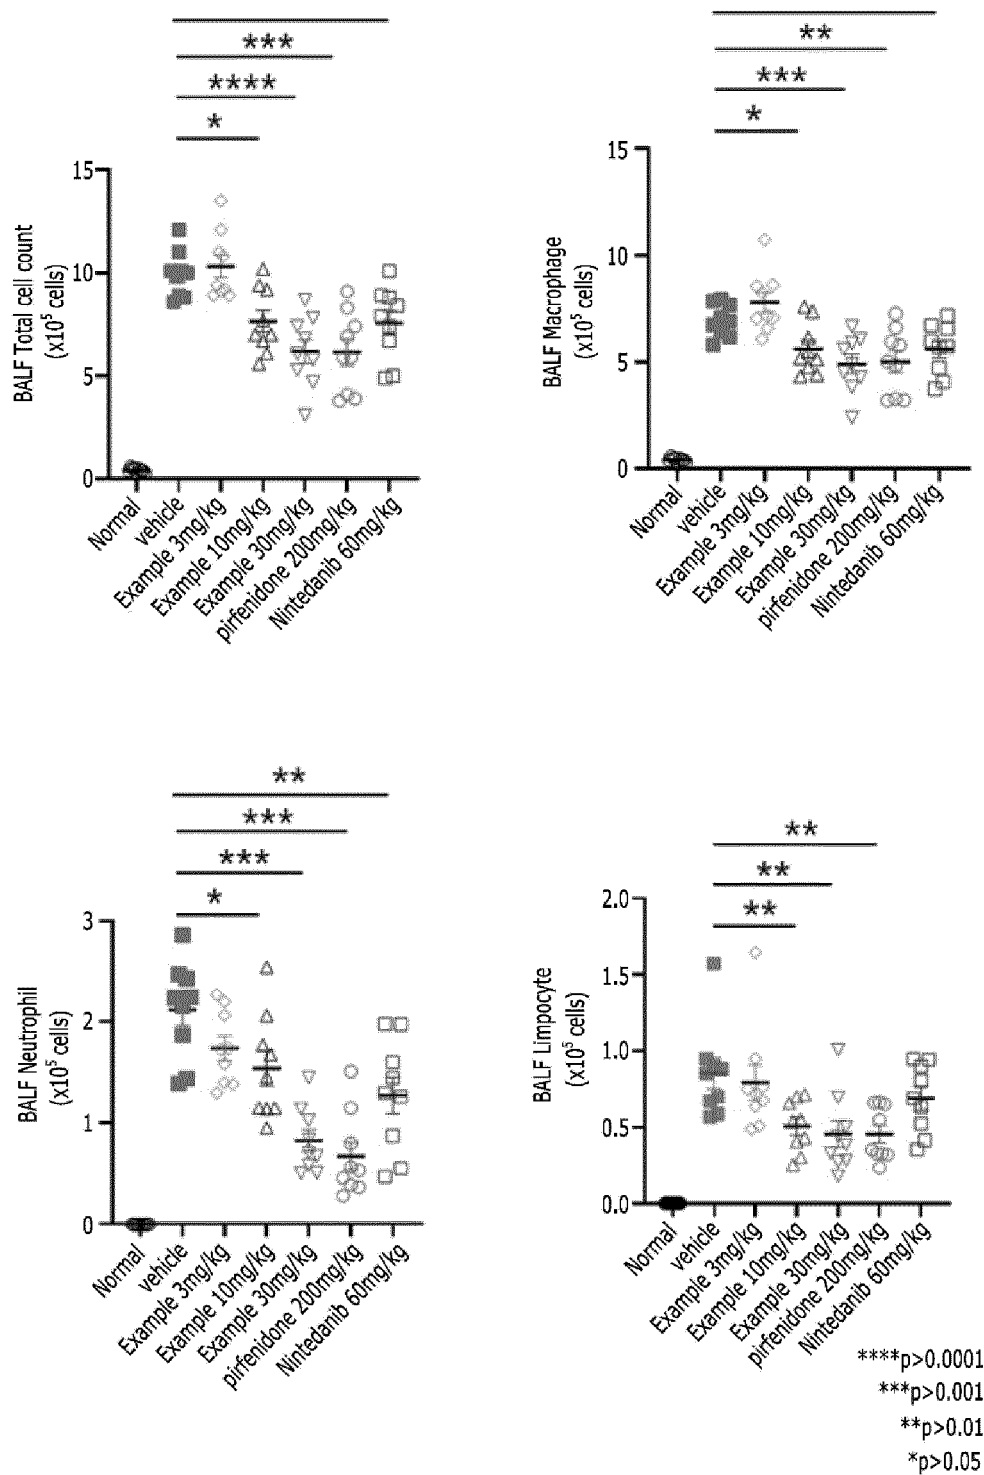 ***
****
*
15
10
5
0
BALF Total cell count
(x10⁵ cells)
Normal
vehicle
Example 3mg/kg
Example 10mg/kg
Example 30mg/kg
pirfenidone 200mg/kg
Nintedanib 60mg/kg
**
***
*
15
10
5
0
BALF Macrophage
(x10⁵ cells)
Normal
vehicle
Example 3mg/kg
Example 10mg/kg
Example 30mg/kg
pirfenidone 200mg/kg
Nintedanib 60mg/kg
**
***
***
*
3
2
1
0
BALF Neutrophil
(x10⁵ cells)
Normal
vehicle
Example 3mg/kg
Example 10mg/kg
Example 30mg/kg
pirfenidone 200mg/kg
Nintedanib 60mg/kg
**
**
**
2.0
1.5
1.0
0.5
0.0
BALF Limpocyte
(x10⁵ cells)
Normal
vehicle
Example 3mg/kg
Example 10mg/kg
Example 30mg/kg
pirfenidone 200mg/kg
Nintedanib 60mg/kg
****p>0.0001
***p>0.001
**p>0.01
*p>0.05